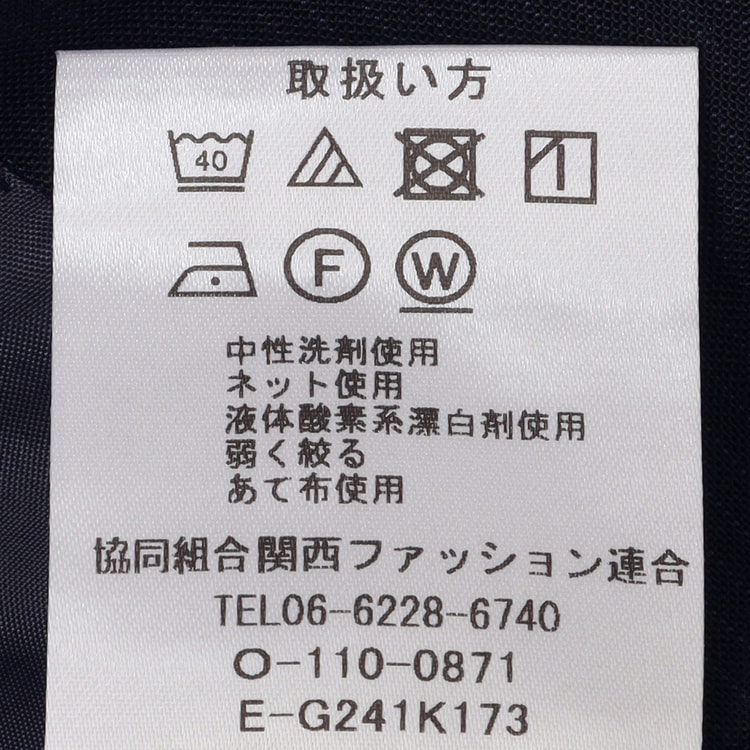 取扱い方
40
F
W
中性洗剤使用
ネット使用
液体酸素系漂白剤使用
弱く絞る
あて布使用
協同組合関西ファッション連合
TEL06-6228-6740
O-110-0871
E-G241K173